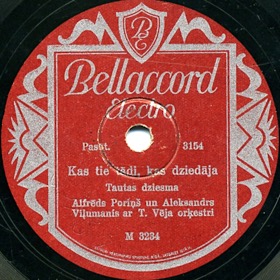 Bellaccord
Electro
Pasūt. 3154
Kas tie tādi, kas dziedāja
Tautas dziesma
Alfrēds Poriņš un Aleksandrs
Viļumanis ar T. Vēja orķestri
M 3234